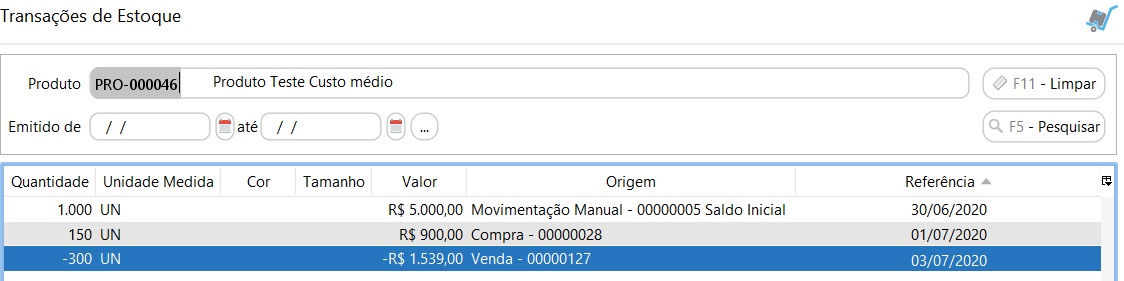 Transações de Estoque
Produto PRO-000046 Produto Teste Custo médio F11 - Limpar
Emitido de / / até / / ... F5 - Pesquisar
Quantidade Unidade Medida Cor Tamanho Valor Origem Referência
1.000 UN R$ 5.000,00 Movimentação Manual - 00000005 Saldo Inicial 30/06/2020
150 UN R$ 900,00 Compra - 00000028 01/07/2020
-300 UN -R$ 1.539,00 Venda - 00000127 03/07/2020